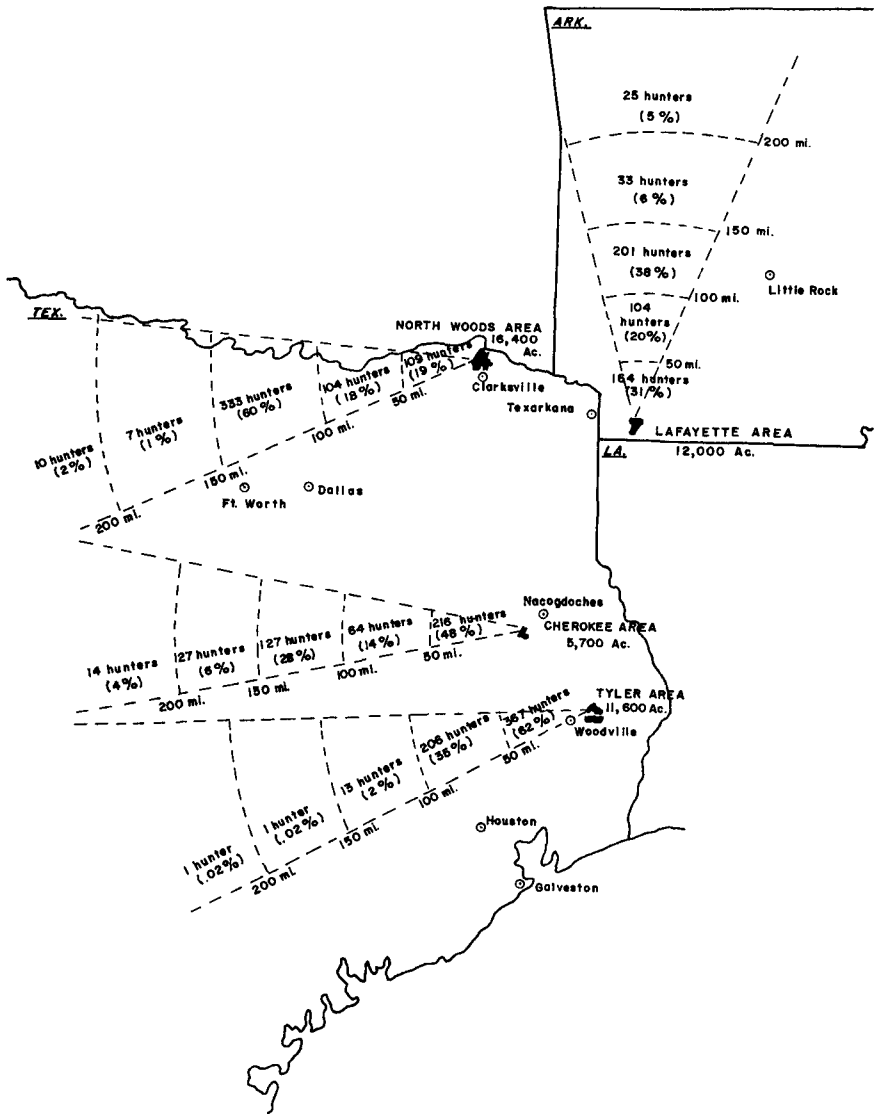 ARK.
25 hunters
(5%)
200 mi.
33 hunters
(6%)
150 mi.
201 hunters
(38%)
Little Rock
100 mi.
104
hunters
(20%)
50 mi.
164 hunters
(31%)
LAFAYETTE AREA
12,000 Ac.
LA.
TEX.
NORTH WOODS AREA
16,400
Ac.
109 hunters
(19%)
Clarksville
Texarkana
104 hunters
(18%)
50 mi.
333 hunters
(60%)
100 mi.
7 hunters
(1%)
150 mi.
10 hunters
(2%)
200 mi.
Ft. Worth
Dallas
Nacogdoches
CHEROKEE AREA
5,700 Ac.
216 hunters
(48%)
50 mi.
64 hunters
(14%)
100 mi.
127 hunters
(28%)
150 mi.
27 hunters
(6%)
200 mi.
14 hunters
(4%)
TYLER AREA
11,600 Ac.
Woodville
367 hunters
(62%)
50 mi.
206 hunters
(35%)
100 mi.
13 hunters
(2%)
150 mi.
1 hunter
(.02%)
200 mi.
1 hunter
(.02%)
Houston
Galveston